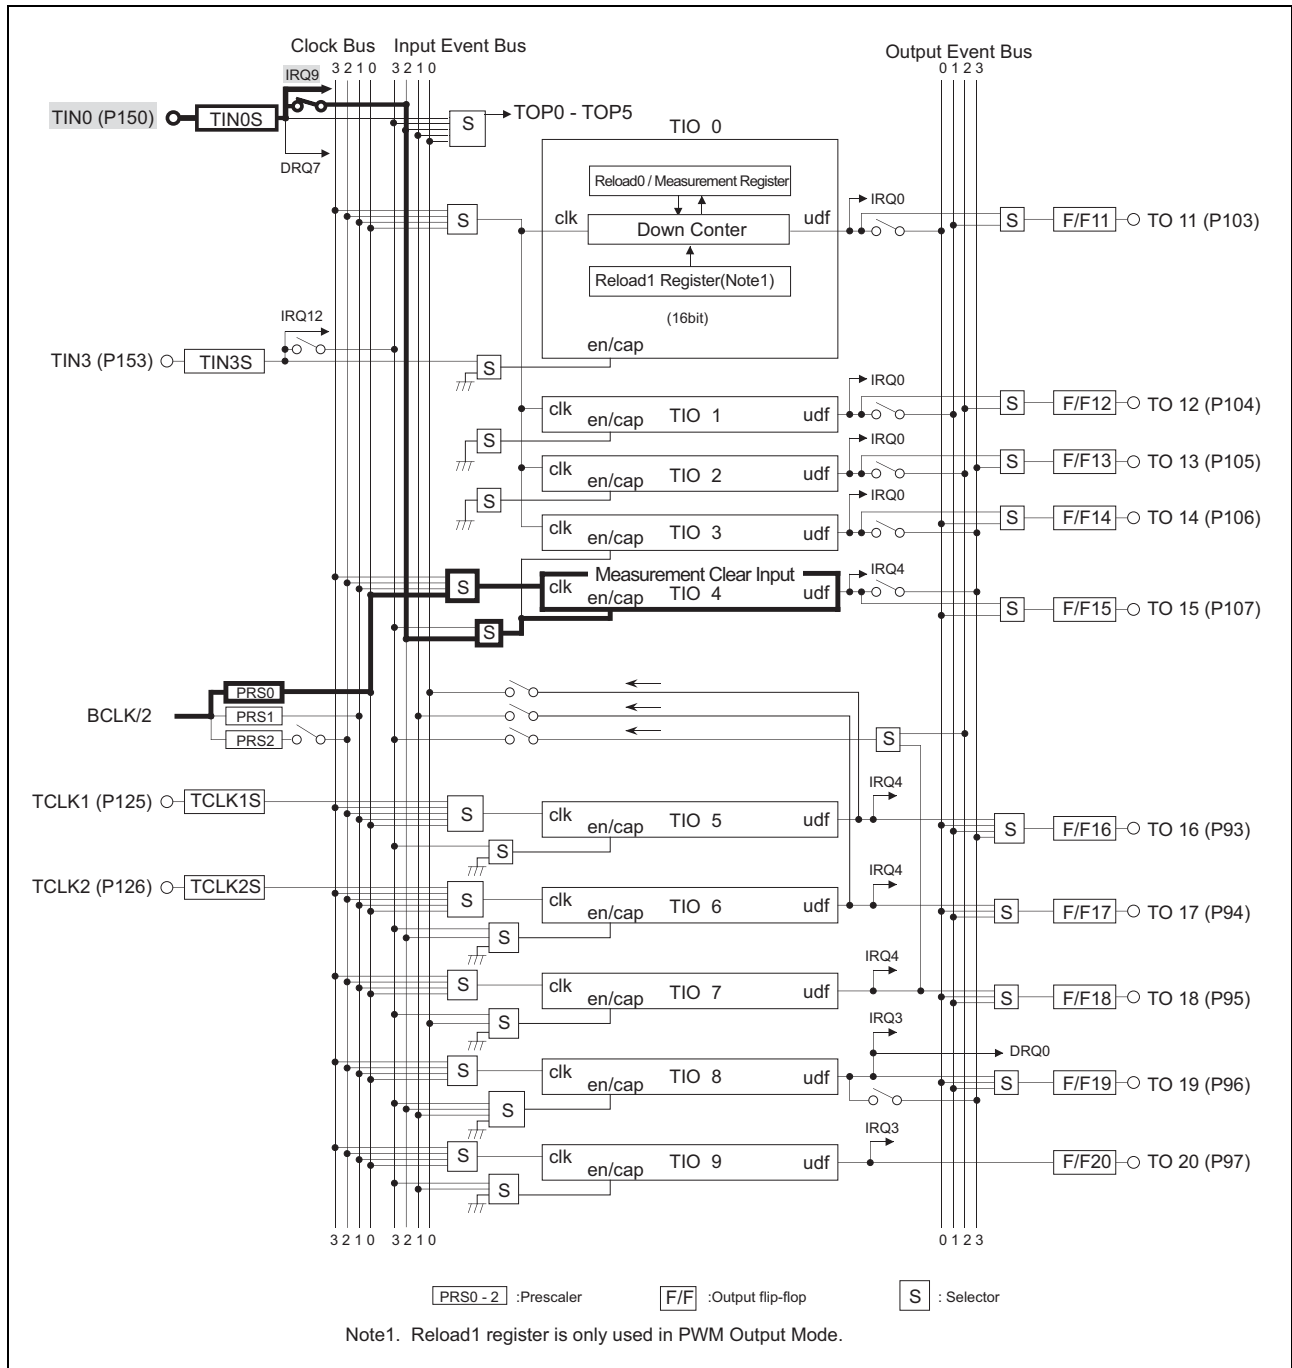 Clock Bus Input Event Bus Output Event Bus
3 2 1 0 3 2 1 0 0 1 2 3
IRQ9
TIN0 (P150) TIN0S S TOP0 - TOP5
TIO 0
DRQ7
Reload0 / Measurement Register
IRQ0
S clk Down Conter udf S F/F11 TO 11 (P103)
Reload1 Register(Note1)
(16bit)
IRQ12
en/cap
TIN3 (P153) TIN3S S
IRQ0
clk TIO 1 udf S F/F12 TO 12 (P104)
en/cap
S
IRQ0
clk TIO 2 udf S F/F13 TO 13 (P105)
en/cap
S
IRQ0
clk TIO 3 udf S F/F14 TO 14 (P106)
en/cap
IRQ4
Measurement Clear Input
S clk TIO 4 udf S F/F15 TO 15 (P107)
en/cap
S
PRS0
BCLK/2 PRS1
PRS2 S
IRQ4
TCLK1 (P125) TCLK1S S clk TIO 5 udf S F/F16 TO 16 (P93)
en/cap
S
IRQ4
TCLK2 (P126) TCLK2S S clk TIO 6 udf S F/F17 TO 17 (P94)
en/cap
S
IRQ4
S clk TIO 7 udf S F/F18 TO 18 (P95)
en/cap
S
IRQ3
DRQ0
S clk TIO 8 udf S F/F19 TO 19 (P96)
en/cap
S
IRQ3
S clk TIO 9 udf F/F20 TO 20 (P97)
en/cap
S
3 2 1 0 3 2 1 0 0 1 2 3
PRS0 - 2 :Prescaler F/F :Output flip-flop S : Selector
Note1. Reload1 register is only used in PWM Output Mode.